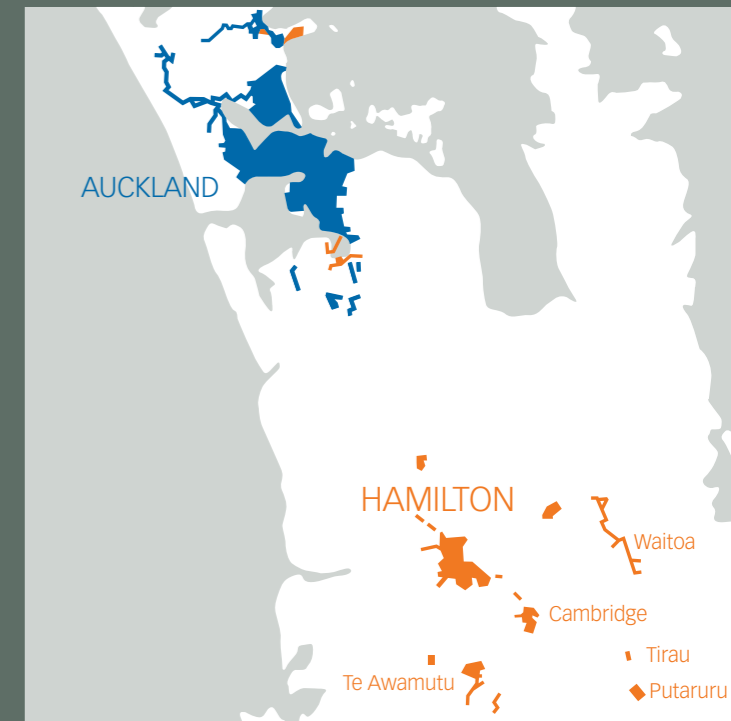 AUCKLAND
HAMILTON
Waitoa
Cambridge
Tirau
Te Awamutu
Putaruru